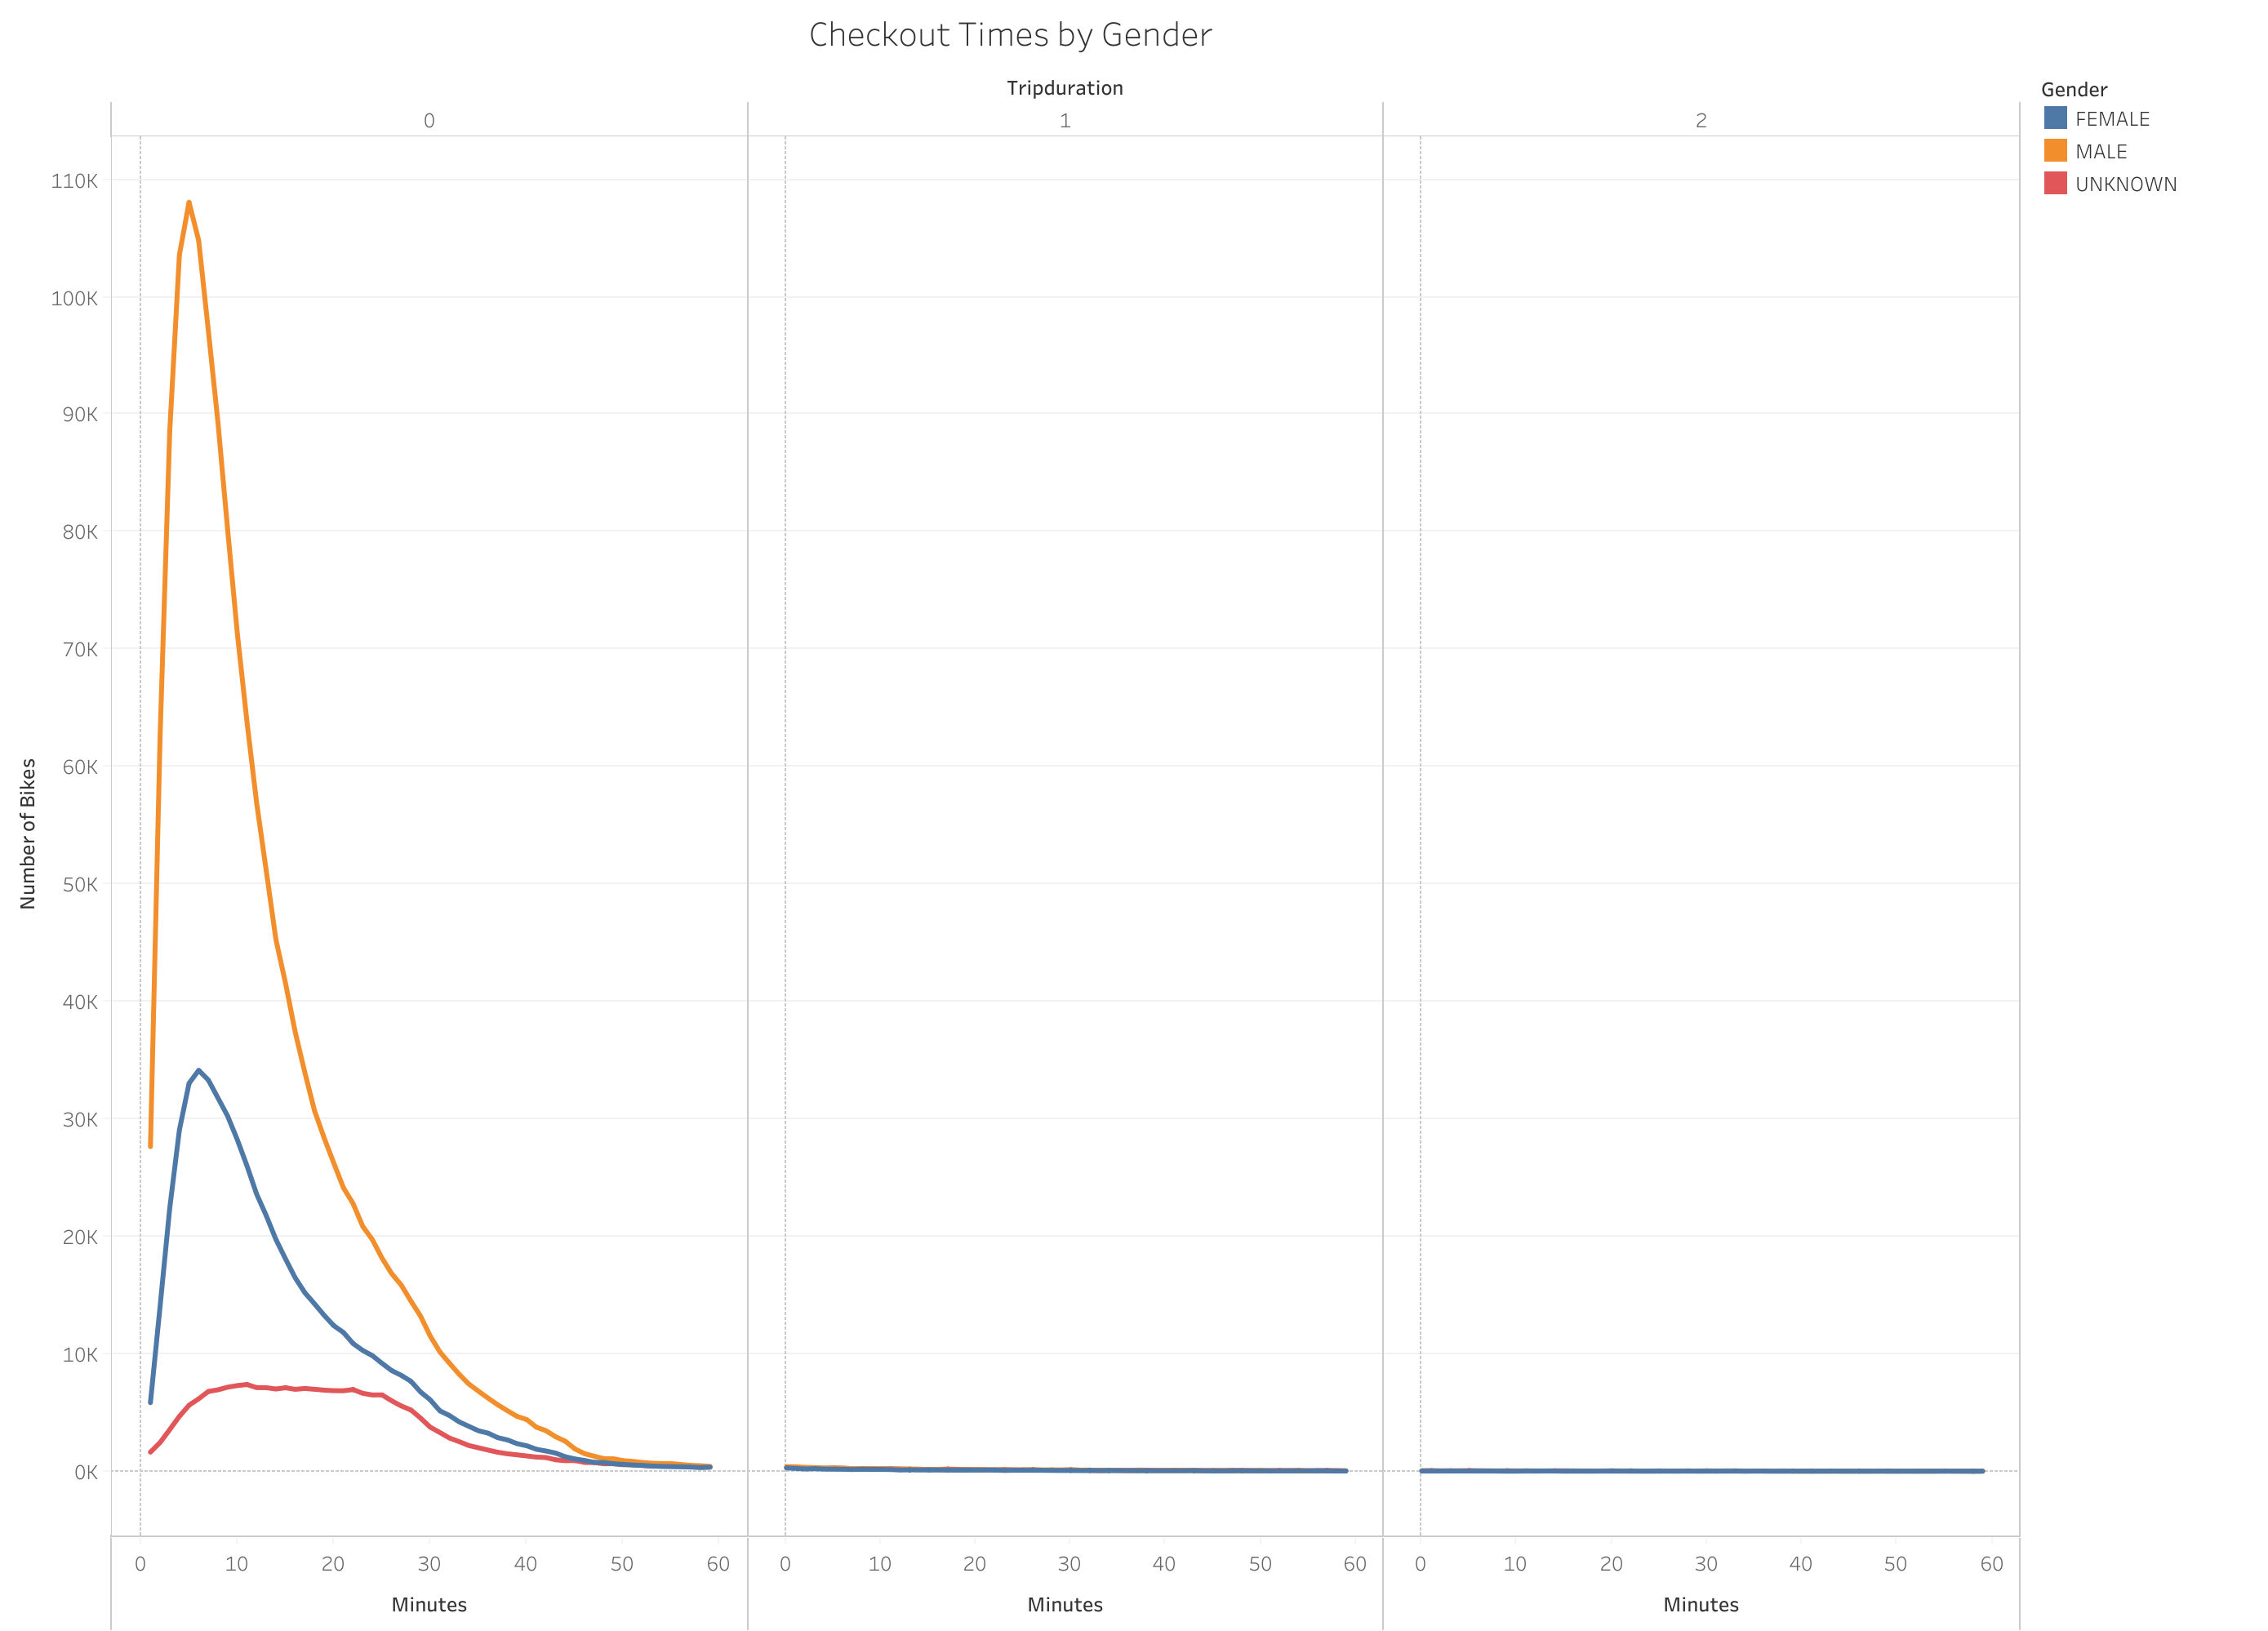 Checkout Times by Gender
Tripduration
0 1 2
Gender
FEMALE
MALE
UNKNOWN
Number of Bikes
110K
100K
90K
80K
70K
60K
50K
40K
30K
20K
10K
0K
0 10 20 30 40 50 60 0 10 20 30 40 50 60 0 10 20 30 40 50 60
Minutes Minutes Minutes